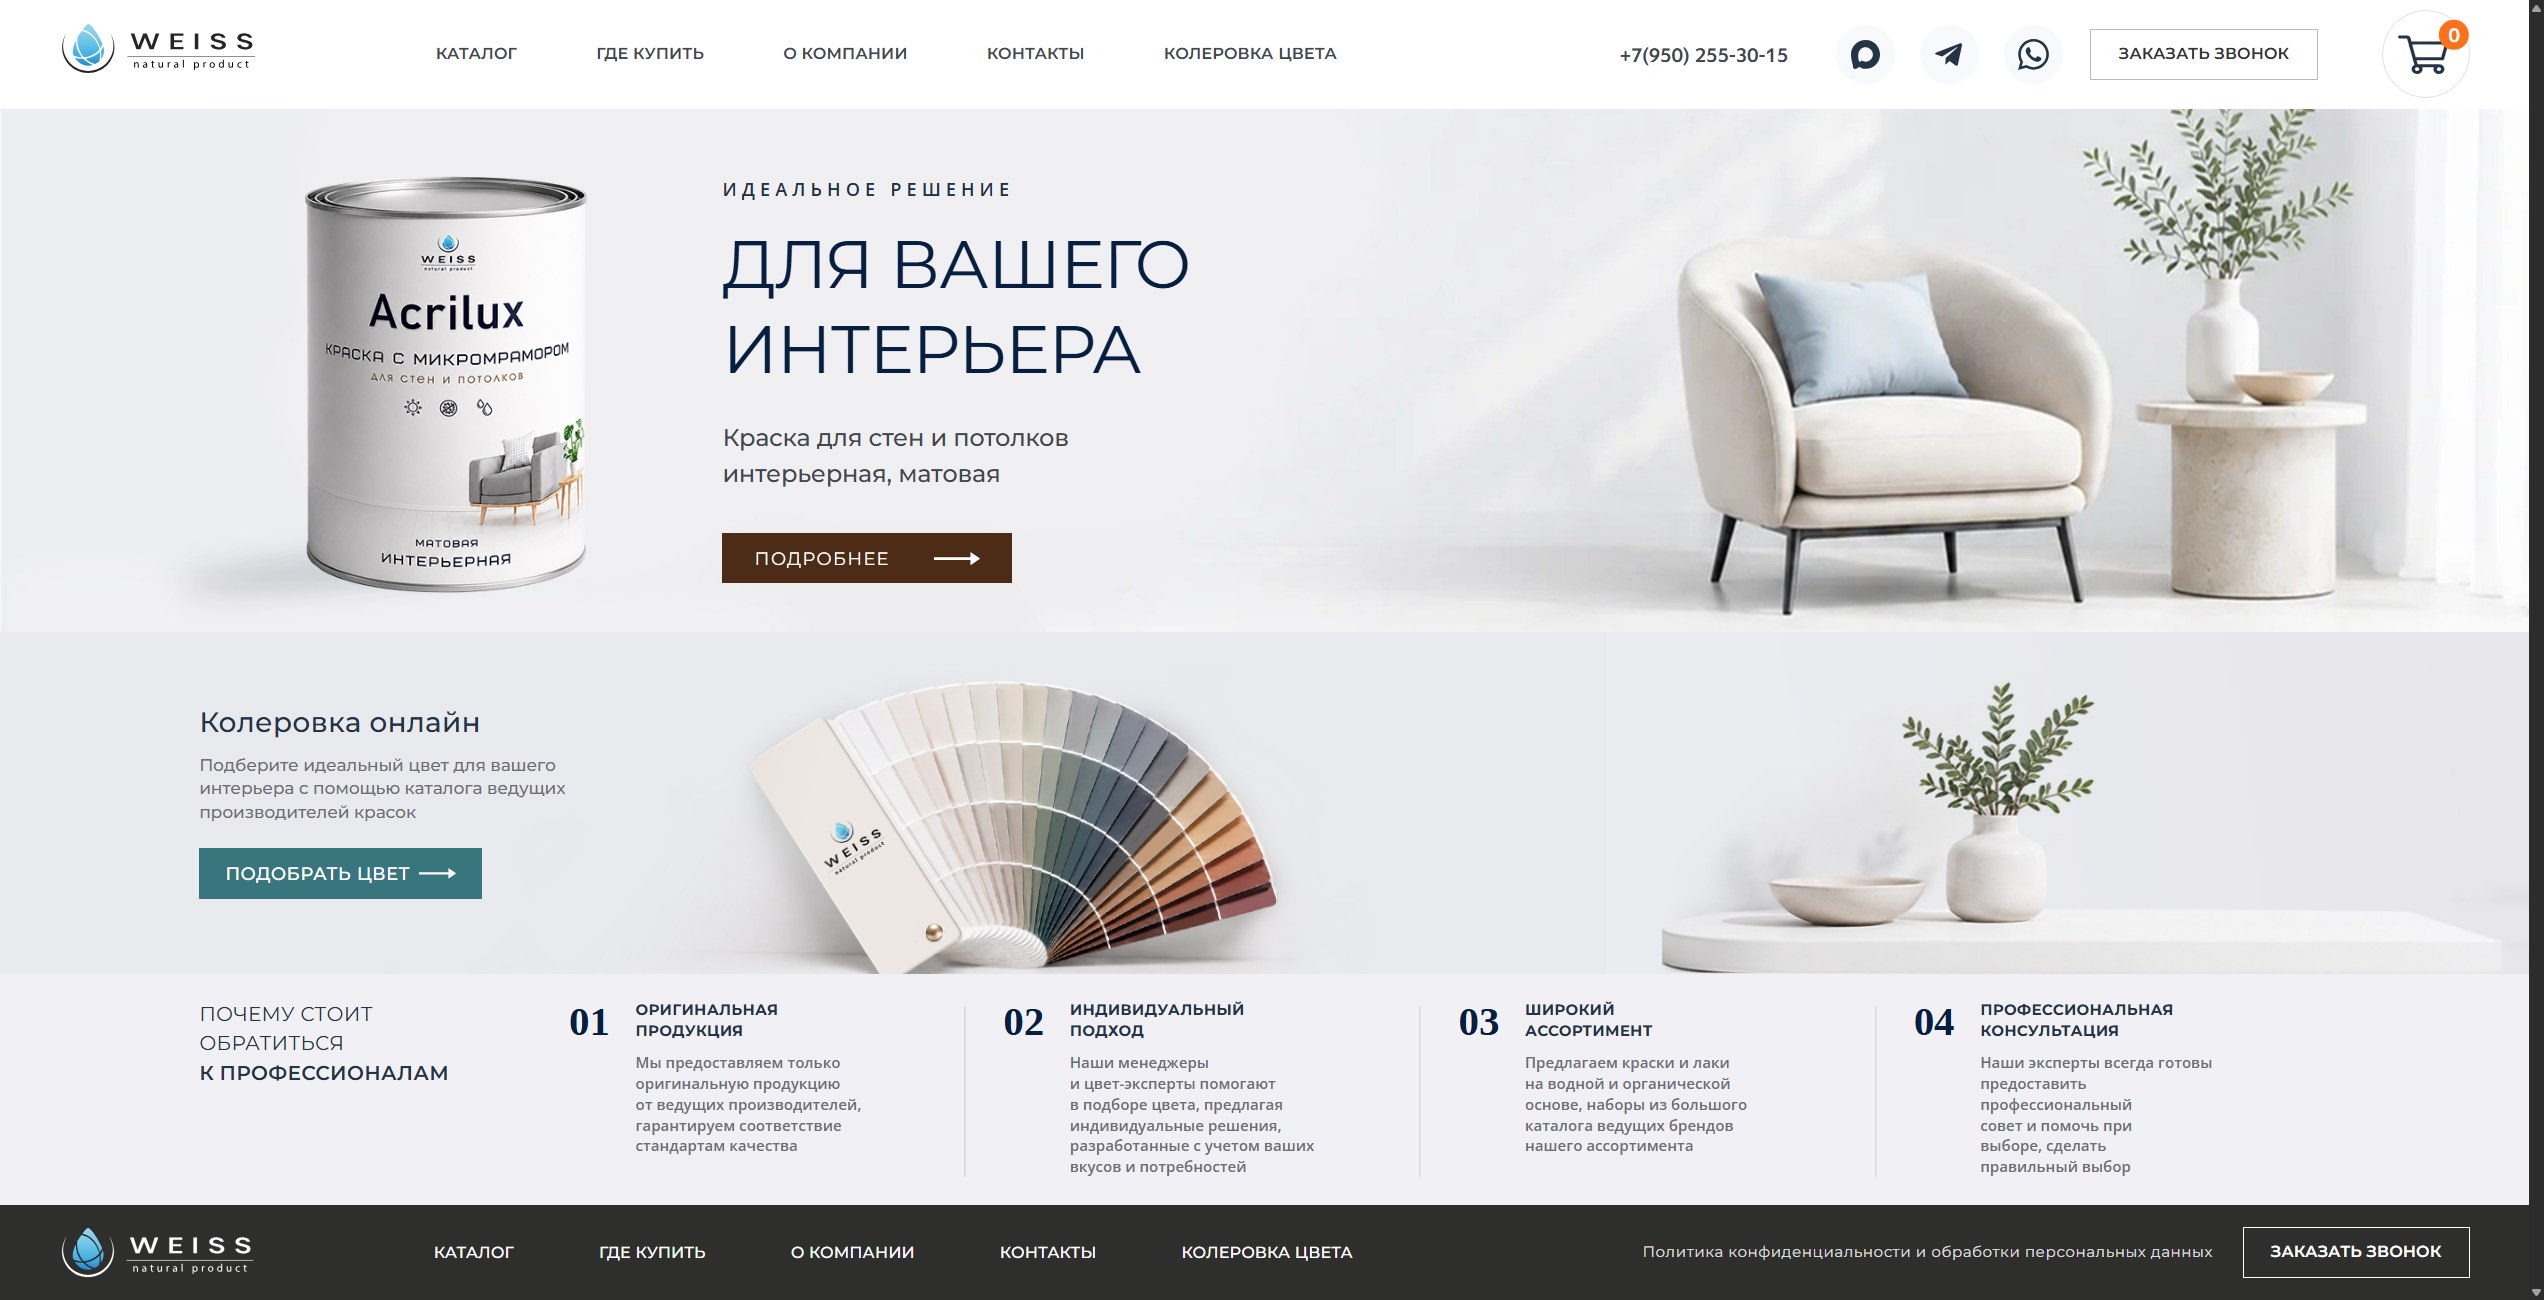 WEISS
natural product
КАТАЛОГ
ГДЕ КУПИТЬ
О КОМПАНИИ
КОНТАКТЫ
КОЛЕРОВКА ЦВЕТА
+7(950) 255-30-15
ЗАКАЗАТЬ ЗВОНОК
0
WEISS
natural product
Acrilux
КРАСКА С МИКРОМРАМОРОМ
ДЛЯ СТЕН И ПОТОЛКОВ
МАТОВАЯ
ИНТЕРЬЕРНАЯ
ИДЕАЛЬНОЕ РЕШЕНИЕ
ДЛЯ ВАШЕГО
ИНТЕРЬЕРА
Краска для стен и потолков
интерьерная, матовая
ПОДРОБНЕЕ
Колеровка онлайн
Подберите идеальный цвет для вашего
интерьера с помощью каталога ведущих
производителей красок
ПОДОБРАТЬ ЦВЕТ
WEISS
natural product
ПОЧЕМУ СТОИТ
ОБРАТИТЬСЯ
К ПРОФЕССИОНАЛАМ
01
ОРИГИНАЛЬНАЯ
ПРОДУКЦИЯ
Мы предоставляем только
оригинальную продукцию
от ведущих производителей,
гарантируем соответствие
стандартам качества
02
ИНДИВИДУАЛЬНЫЙ
ПОДХОД
Наши менеджеры
и цвет-эксперты помогают
в подборе цвета, предлагая
индивидуальные решения,
разработанные с учетом ваших
вкусов и потребностей
03
ШИРОКИЙ
АССОРТИМЕНТ
Предлагаем краски и лаки
на водной и органической
основе, наборы из большого
каталога ведущих брендов
нашего ассортимента
04
ПРОФЕССИОНАЛЬНАЯ
КОНСУЛЬТАЦИЯ
Наши эксперты всегда готовы
предоставить
профессиональный
совет и помочь при
выборе, сделать
правильный выбор
WEISS
natural product
КАТАЛОГ
ГДЕ КУПИТЬ
О КОМПАНИИ
КОНТАКТЫ
КОЛЕРОВКА ЦВЕТА
Политика конфиденциальности и обработки персональных данных
ЗАКАЗАТЬ ЗВОНОК